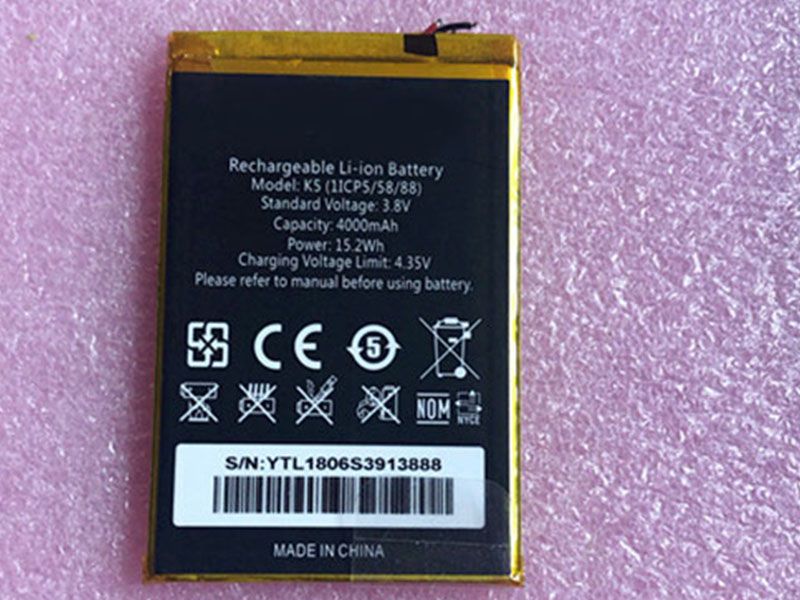 Rechargeable Li-ion Battery
Model: K5 (1ICP5/58/88)
Standard Voltage: 3.8V
Capacity: 4000mAh
Power: 15.2Wh
Charging Voltage Limit: 4.35V
Please refer to manual before using battery.
CE 5
NOM NYCE
S/N:YTL1806S3913888
MADE IN CHINA